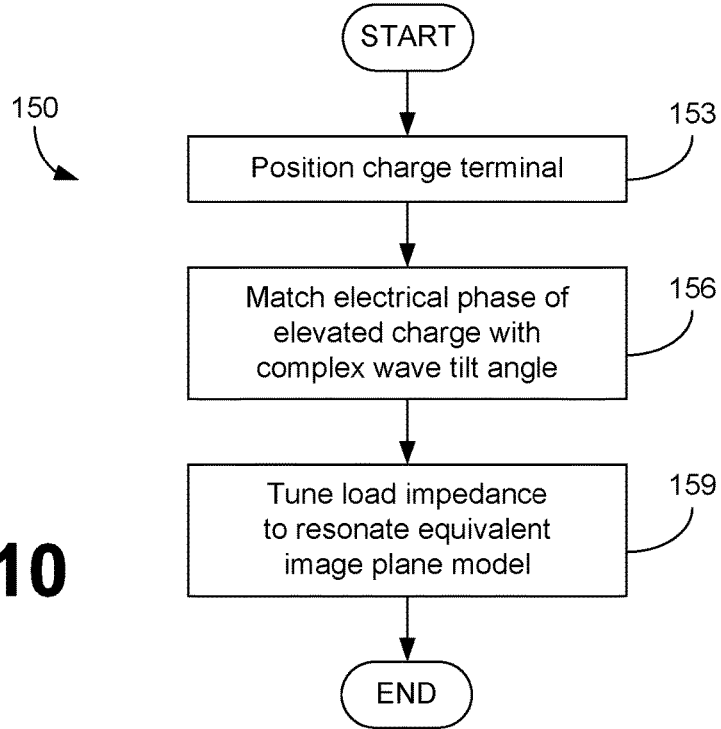 START
150
153
Position charge terminal
156
Match electrical phase of
elevated charge with
complex wave tilt angle
159
Tune load impedance
to resonate equivalent
image plane model
10
END